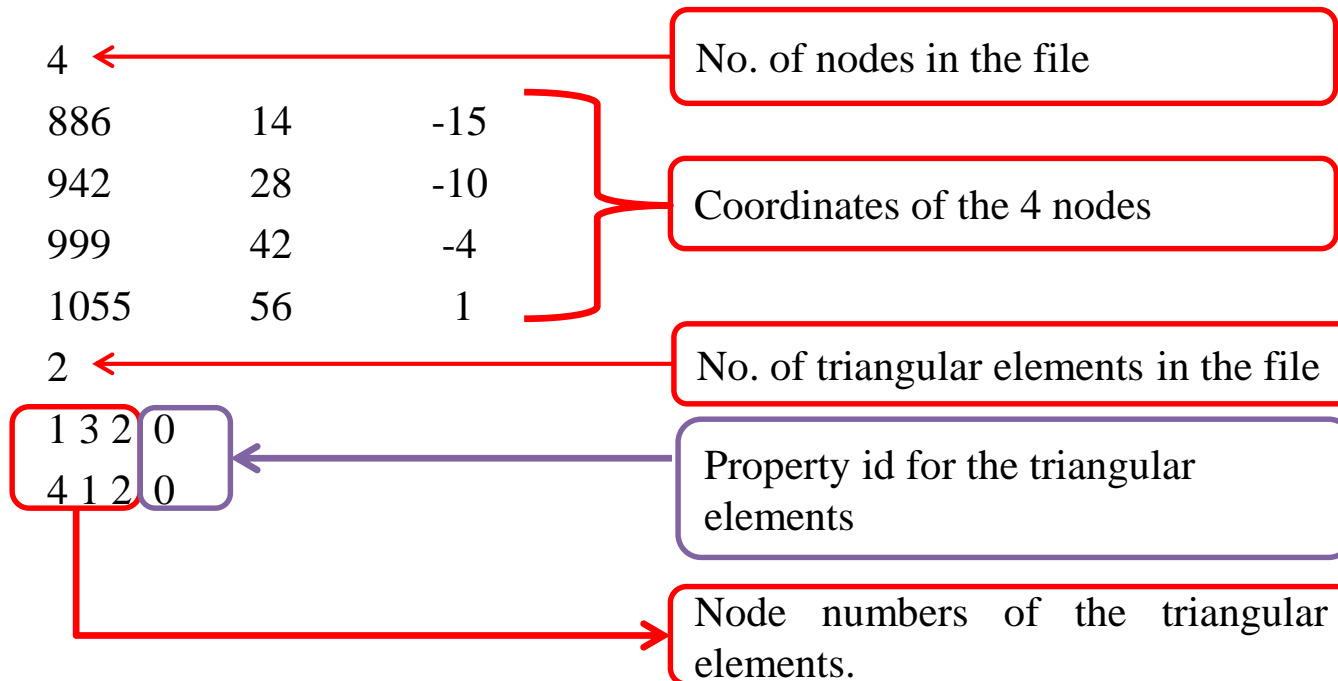 4
No. of nodes in the file
886 14 -15
942 28 -10
999 42 -4
1055 56 1
Coordinates of the 4 nodes
2
No. of triangular elements in the file
1 3 2 0
4 1 2 0
Property id for the triangular
elements
Node numbers of the triangular
elements.